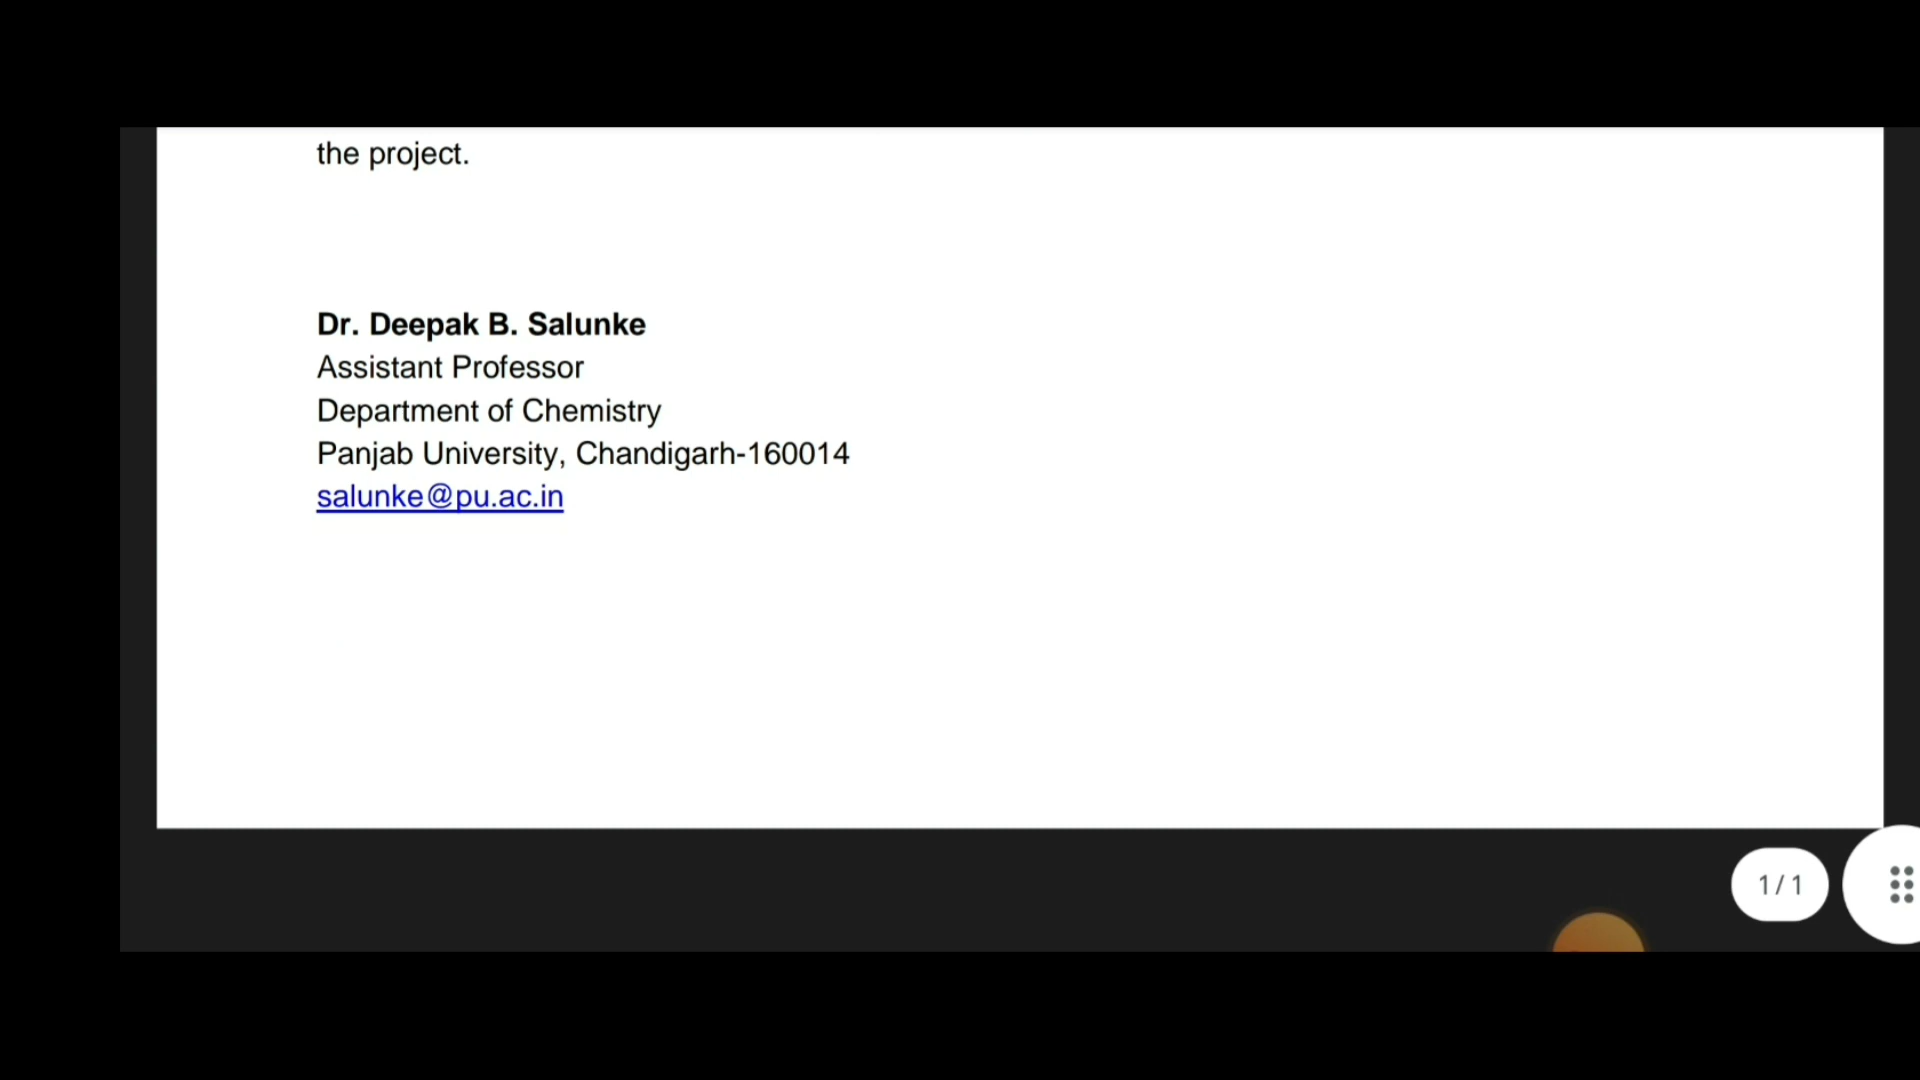 the project.
Dr. Deepak B. Salunke
Assistant Professor
Department of Chemistry
Panjab University, Chandigarh-160014
salunke@pu.ac.in
1 / 1